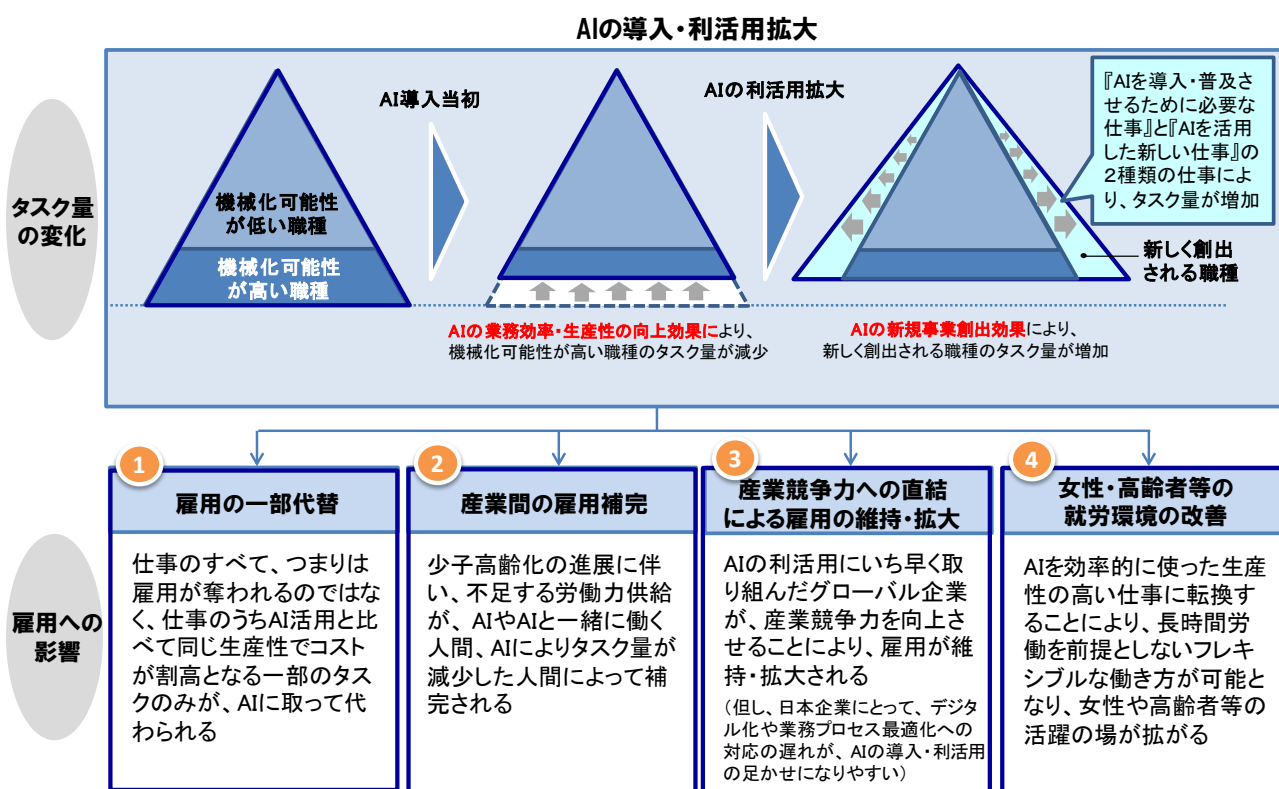 AIの導入・利活用拡大
タスク量
の変化
機械化可能性
が低い職種
機械化可能性
が高い職種
AI導入当初
AIの業務効率・生産性の向上効果により、
機械化可能性が高い職種のタスク量が減少
AIの利活用拡大
『AIを導入・普及さ
せるために必要な
仕事』と『AIを活用
した新しい仕事』の
２種類の仕事によ
り、タスク量が増加
新しく創出
される職種
AIの新規事業創出効果により、
新しく創出される職種のタスク量が増加
雇用への
影響
1
雇用の一部代替
仕事のすべて、つまりは
雇用が奪われるのではな
く、仕事のうちAI活用と比
べて同じ生産性でコスト
が割高となる一部のタス
クのみが、AIに取って代
わられる
2
産業間の雇用補完
少子高齢化の進展に伴
い、不足する労働力供給
が、AIやAIと一緒に働く
人間、AIによりタスク量が
減少した人間によって補
完される
3
産業競争力への直結
による雇用の維持・拡大
AIの利活用にいち早く取
り組んだグローバル企業
が、産業競争力を向上さ
せることにより、雇用が維
持・拡大される
（但し、日本企業にとって、デジタ
ル化や業務プロセス最適化への
対応の遅れが、AIの導入・利活用
の足かせになりやすい）
4
女性・高齢者等の
就労環境の改善
AIを効率的に使った生産
性の高い仕事に転換す
ることにより、長時間労
働を前提としないフレキ
シブルな働き方が可能と
なり、女性や高齢者等の
活躍の場が拡がる